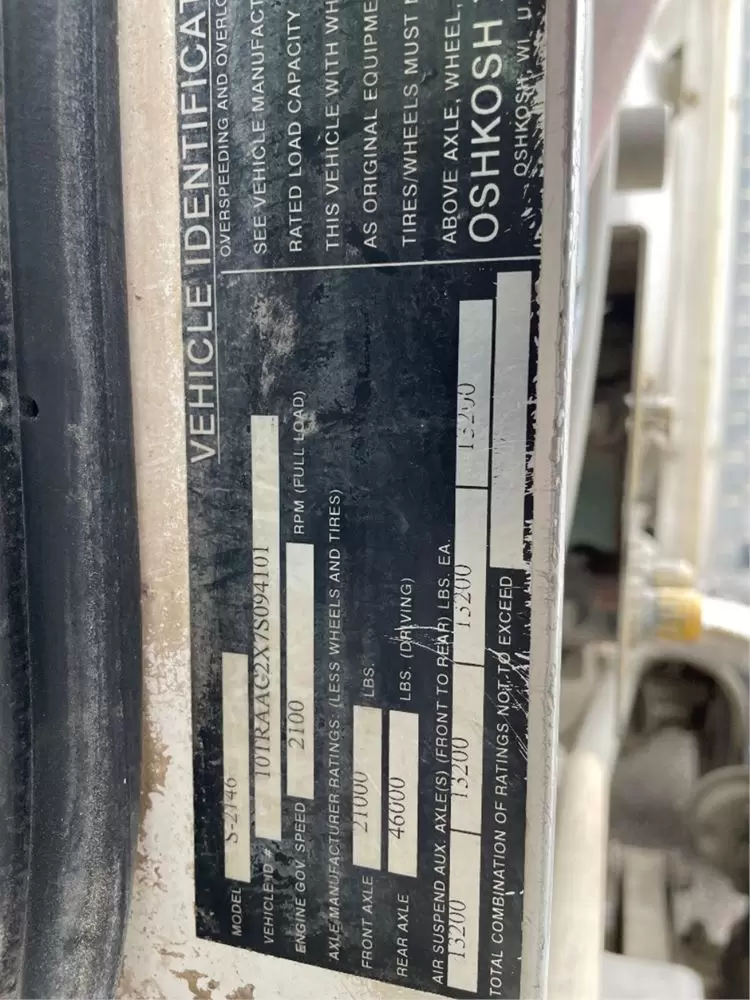 VEHICLE IDENTIFICAT
MODEL S-2146
VEHICLE ID # 10TRAAG2X7S094101
ENGINE GOV. SPEED 2100 RPM (FULL LOAD)
AXLE MANUFACTURER RATINGS: (LESS WHEELS AND TIRES)
FRONT AXLE 21000 LBS.
REAR AXLE 46000 LBS. (DRIVING)
AIR SUSPEND AUX. AXLE(S) (FRONT TO REAR) LBS. EA.
13200 13200 13200 13200
TOTAL COMBINATION OF RATINGS NOT TO EXCEED
OVERSPEEDING AND OVERLO
SEE VEHICLE MANUFACT
RATED LOAD CAPACITY
THIS VEHICLE WITH WH
AS ORIGINAL EQUIPME
TIRES/WHEELS MUST
ABOVE AXLE, WHEEL,
OSHKOSH
OSHKOSH, WI, U.